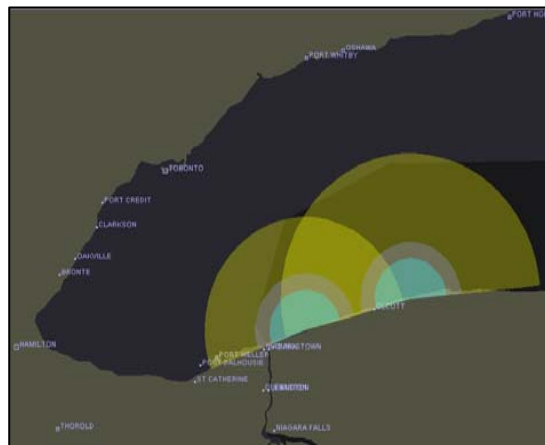 PORT HO
OSHAWA
PORT WHITBY
TORONTO
PORT CREDIT
CLARKSON
OAKVILLE
BRONTE
OLCOTT
HAMILTON
PORT WELLER
PORT DALHOUSIE
ST CATHERINE
THOROLD
NIAGARA FALLS